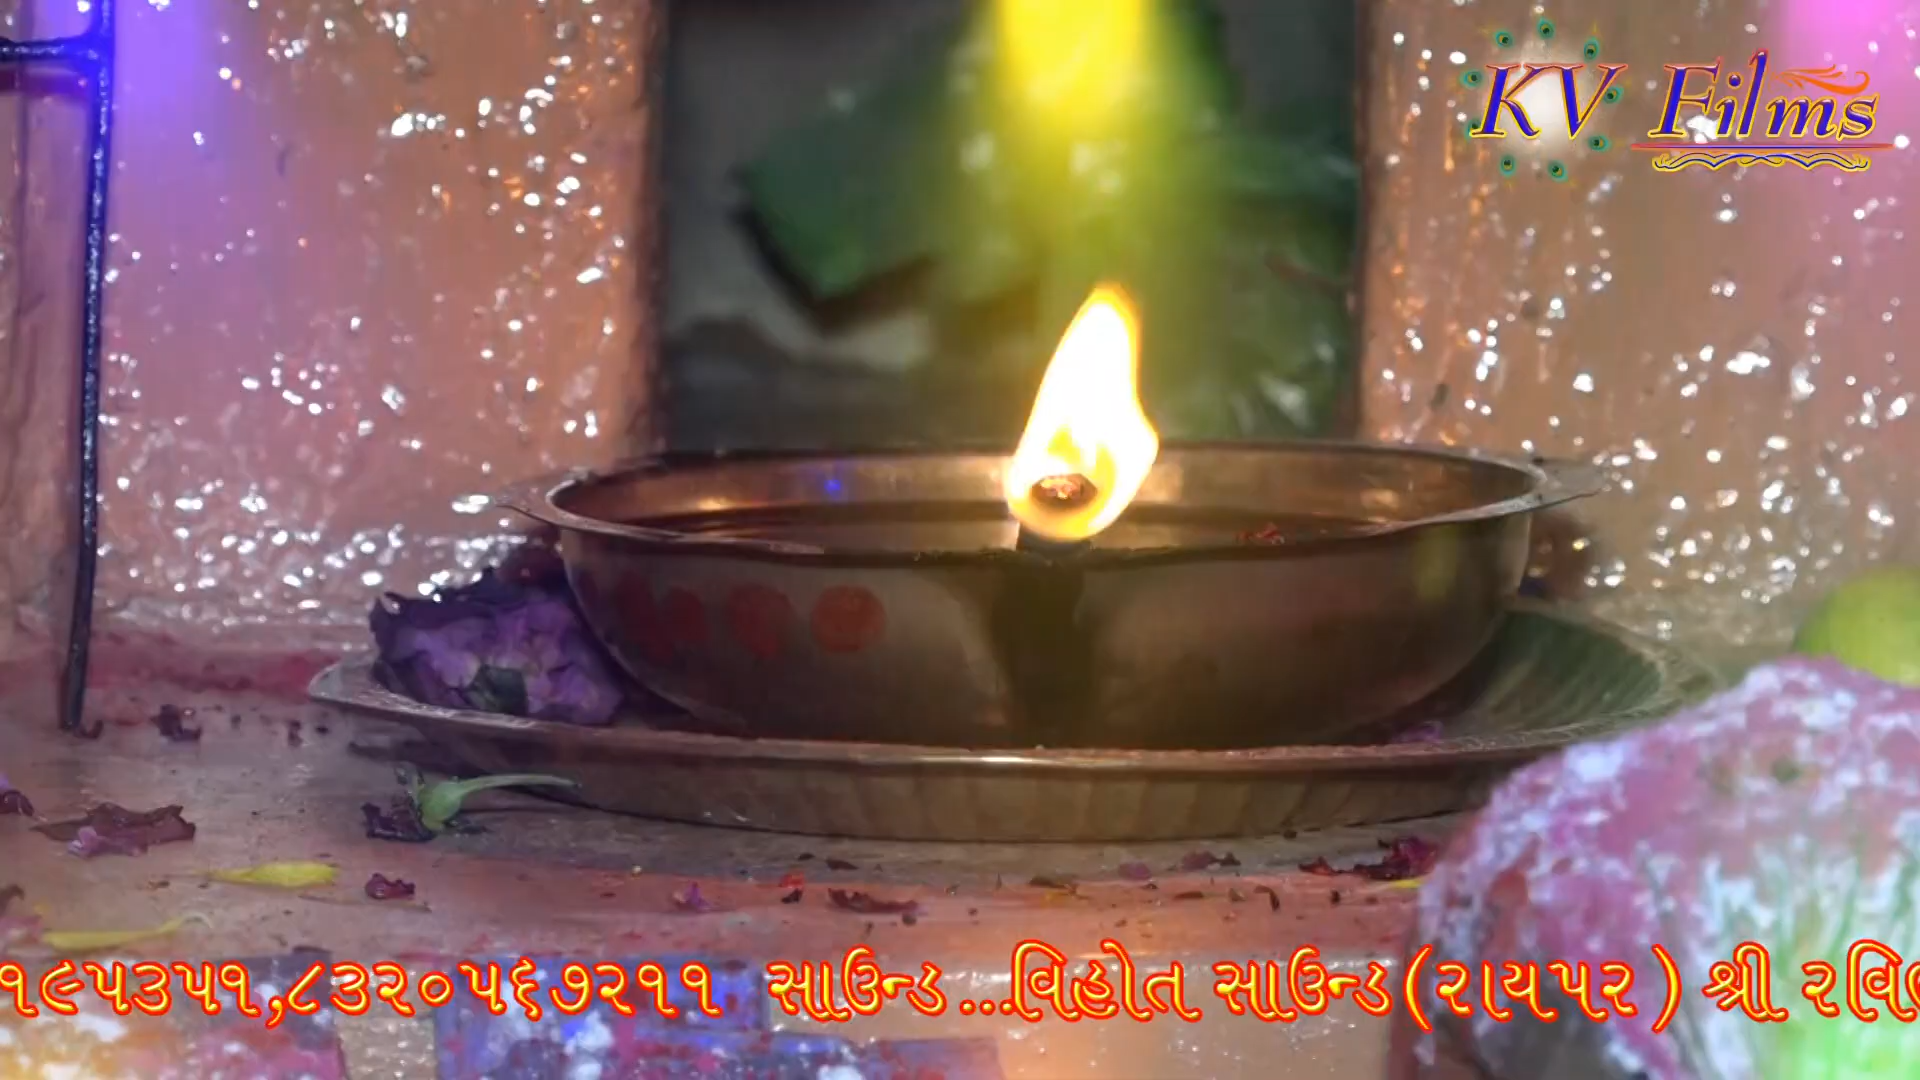 KV Films
૧૯૫૩૫૧,૮૩૨૦૫૬૭૨૧૧ સાઉન્ડ...વિહોત સાઉન્ડ(રાયપર) શ્રી